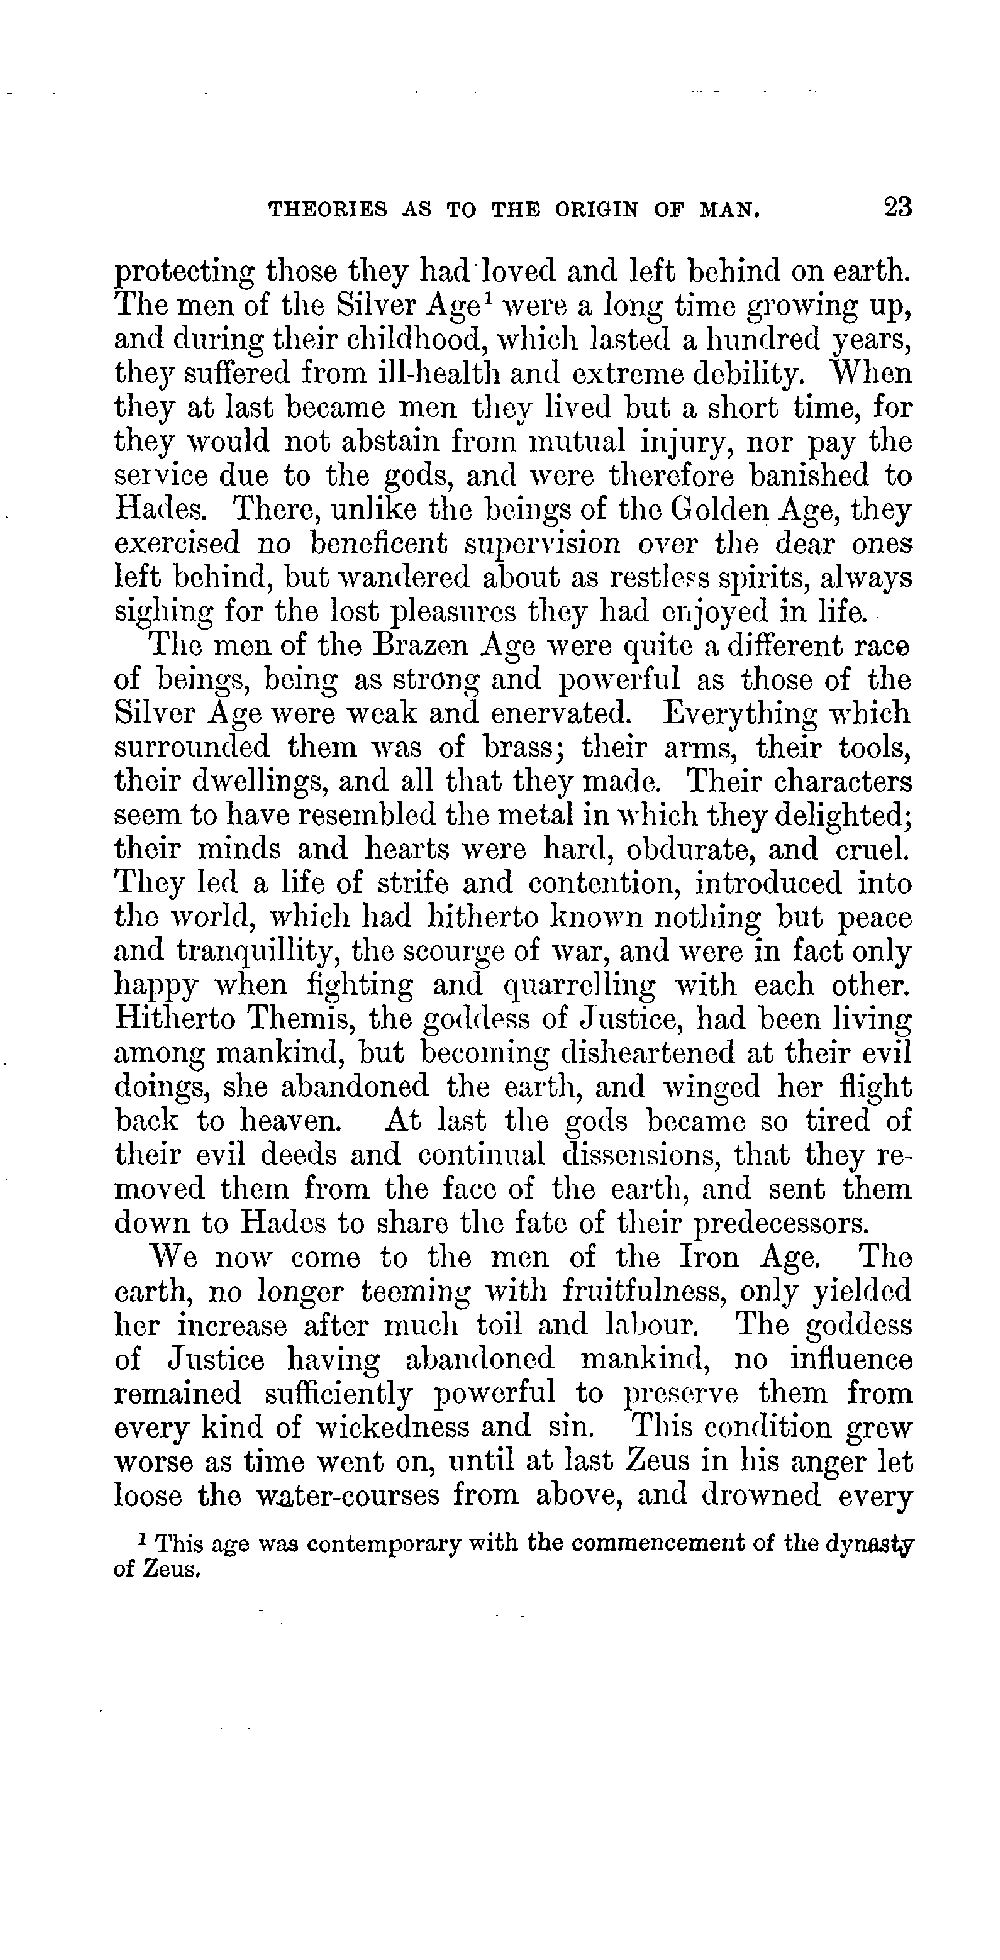 THEORIES AS TO THE ORIGIN OF MAN. 23
protecting those they had loved and left behind on earth.
The men of the Silver Age¹ were a long time growing up,
and during their childhood, which lasted a hundred years,
they suffered from ill-health and extreme debility. When
they at last became men they lived but a short time, for
they would not abstain from mutual injury, nor pay the
service due to the gods, and were therefore banished to
Hades. There, unlike the beings of the Golden Age, they
exercised no beneficent supervision over the dear ones
left behind, but wandered about as restless spirits, always
sighing for the lost pleasures they had enjoyed in life.
The men of the Brazen Age were quite a different race
of beings, being as strong and powerful as those of the
Silver Age were weak and enervated. Everything which
surrounded them was of brass; their arms, their tools,
their dwellings, and all that they made. Their characters
seem to have resembled the metal in which they delighted;
their minds and hearts were hard, obdurate, and cruel.
They led a life of strife and contention, introduced into
the world, which had hitherto known nothing but peace
and tranquillity, the scourge of war, and were in fact only
happy when fighting and quarrelling with each other.
Hitherto Themis, the goddess of Justice, had been living
among mankind, but becoming disheartened at their evil
doings, she abandoned the earth, and winged her flight
back to heaven. At last the gods became so tired of
their evil deeds and continual dissensions, that they re-
moved them from the face of the earth, and sent them
down to Hades to share the fate of their predecessors.
We now come to the men of the Iron Age. The
earth, no longer teeming with fruitfulness, only yielded
her increase after much toil and labour. The goddess
of Justice having abandoned mankind, no influence
remained sufficiently powerful to preserve them from
every kind of wickedness and sin. This condition grew
worse as time went on, until at last Zeus in his anger let
loose the water-courses from above, and drowned every
¹ This age was contemporary with the commencement of the dynasty
of Zeus.